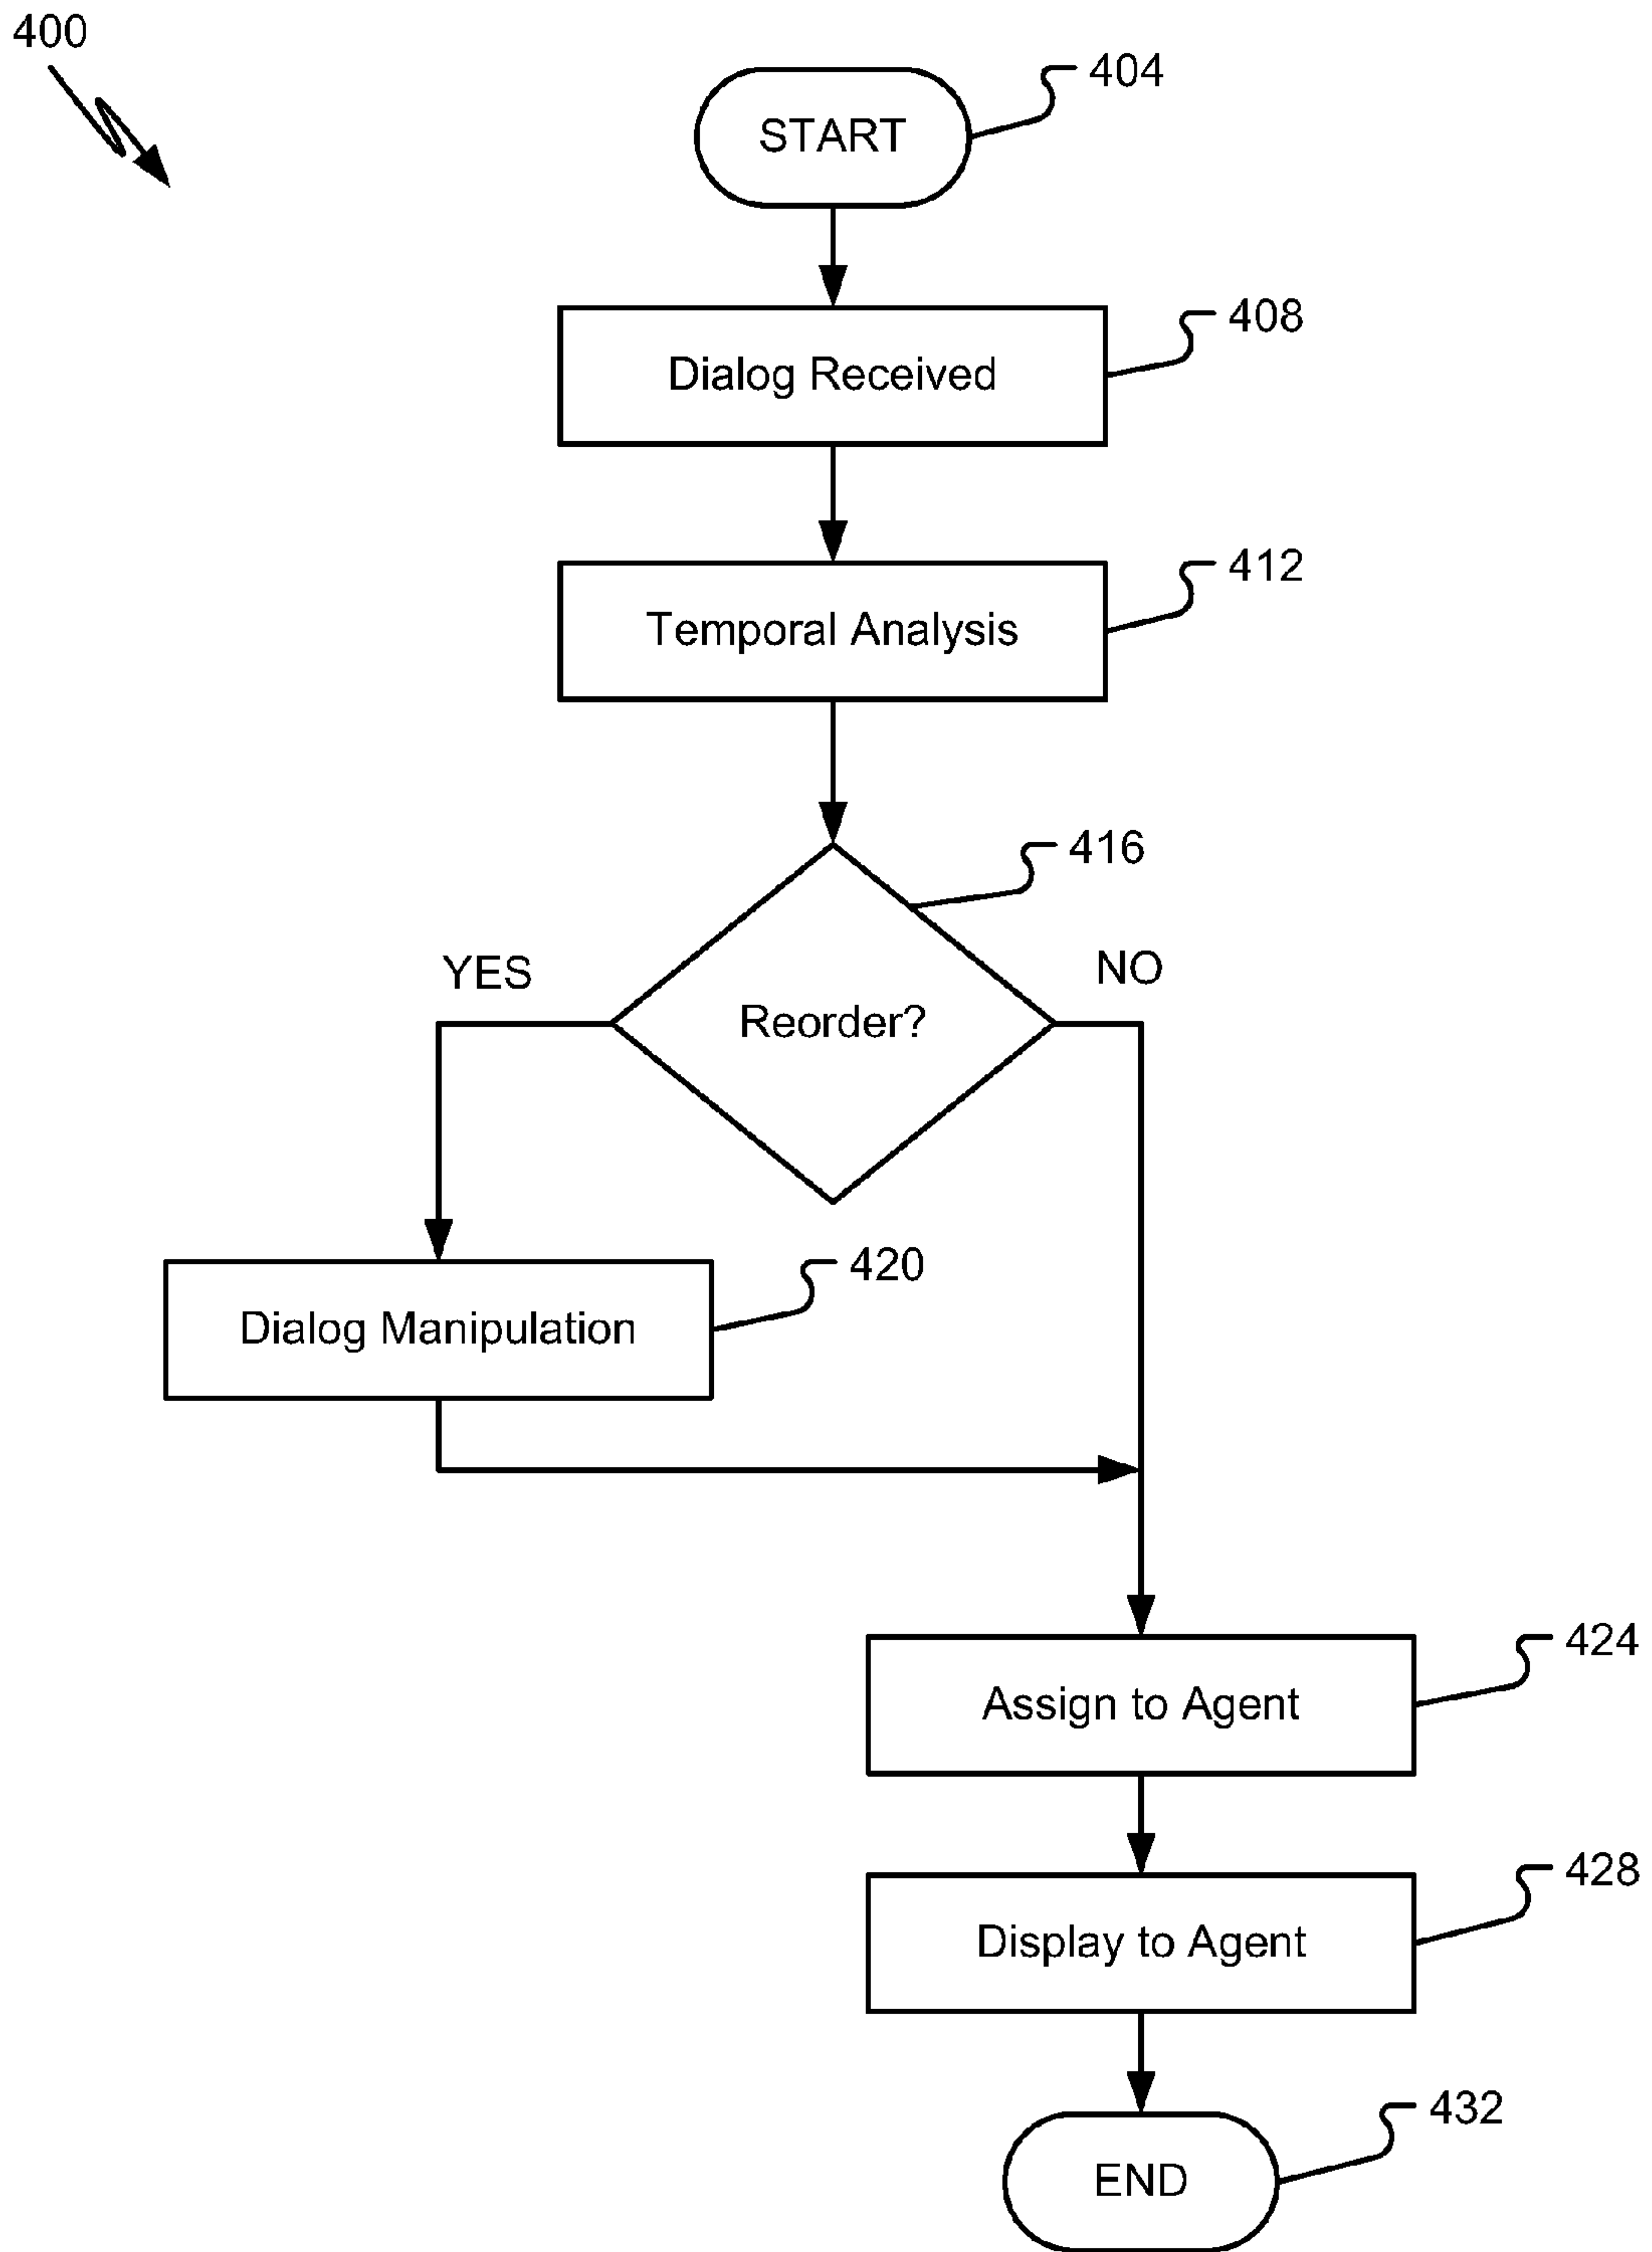 400
404
START
408
Dialog Received
412
Temporal Analysis
416
YES
NO
Reorder?
420
Dialog Manipulation
424
Assign to Agent
428
Display to Agent
432
END